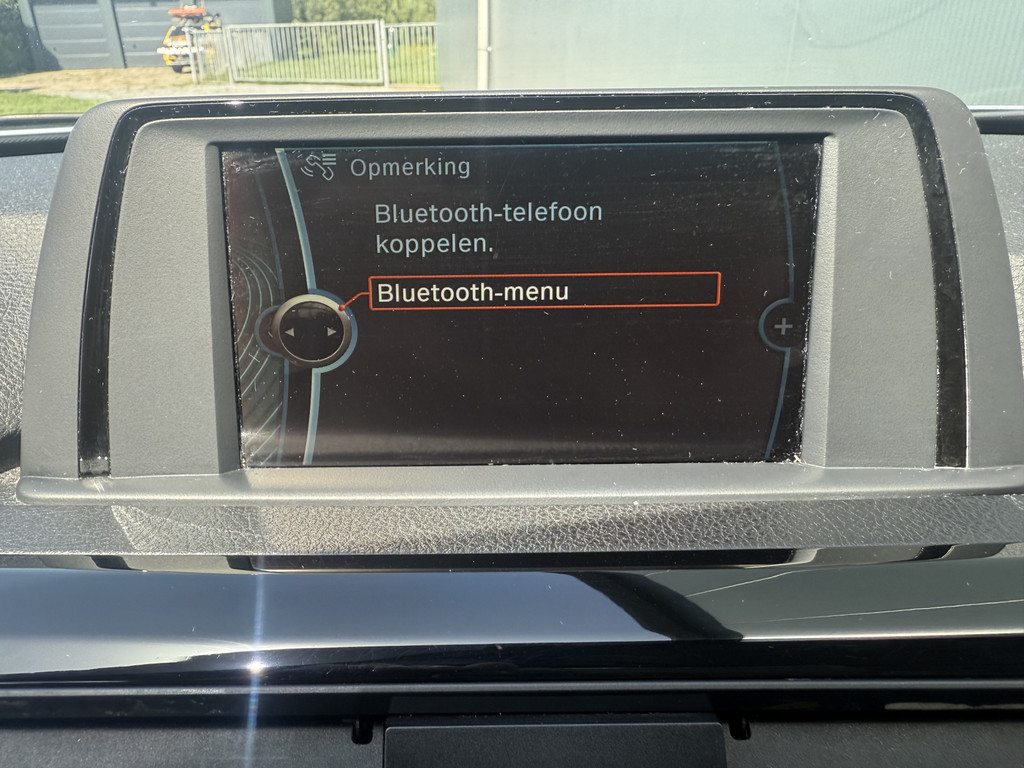 Opmerking
Bluetooth-telefoon
koppelen.
Bluetooth-menu